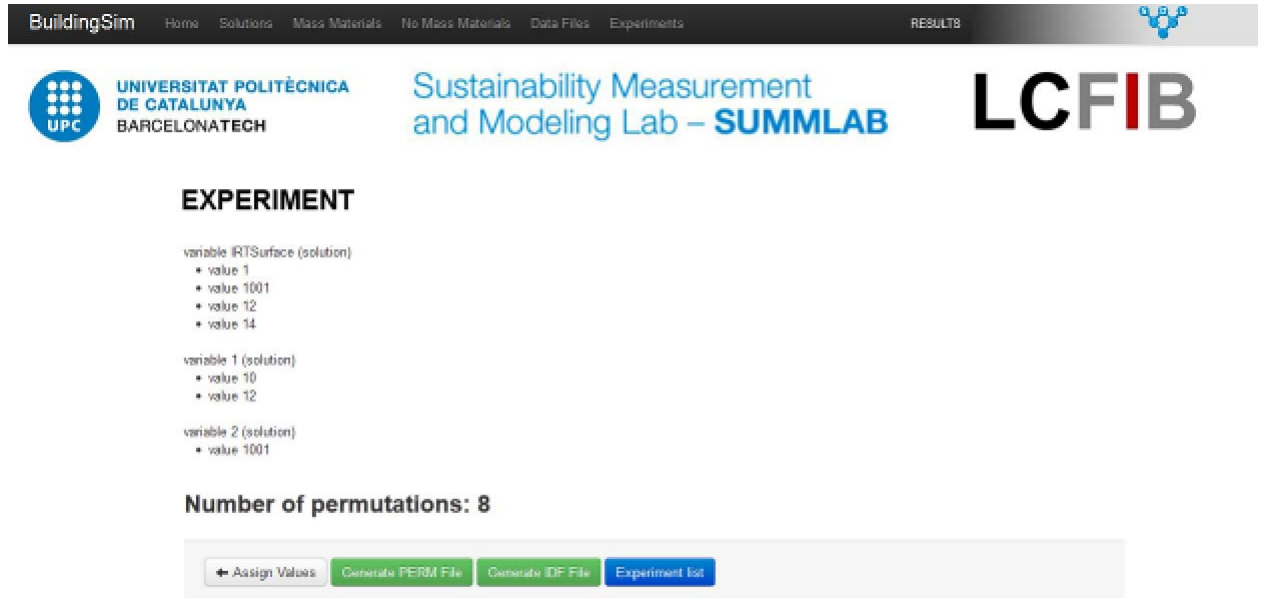 BuildingSim Home Solutions Mass Materials No Mass Materials Data Files Experiments RESULTS
UPC
UNIVERSITAT POLITÈCNICA
DE CATALUNYA
BARCELONATECH
Sustainability Measurement
and Modeling Lab – SUMMLAB
LCFIB
EXPERIMENT
variable IRTSurface (solution)
• value 1
• value 1001
• value 12
• value 14
variable 1 (solution)
• value 10
• value 12
variable 2 (solution)
• value 1001
Number of permutations: 8
← Assign Values Generate PERM File Generate IDF File Experiment list